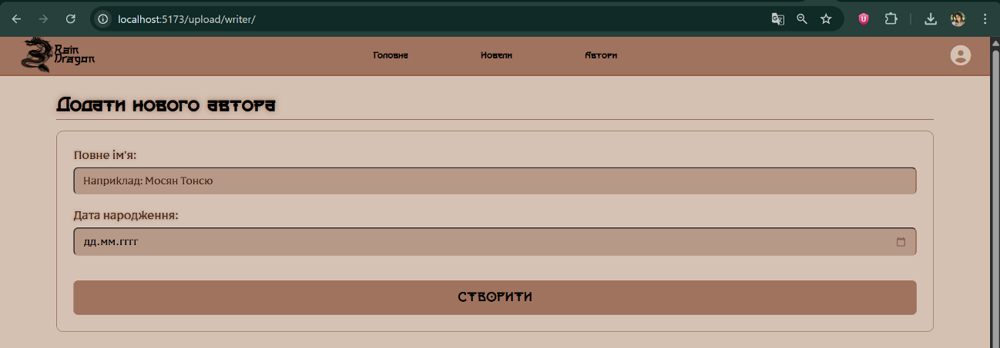 localhost:5173/upload/writer/
Rain
Dragon
Головна
Новели
Автори
Додати нового автора
Повне ім'я:
Наприклад: Мосян Тонсю
Дата народження:
дд.мм.гггг
СТВОРИТИ